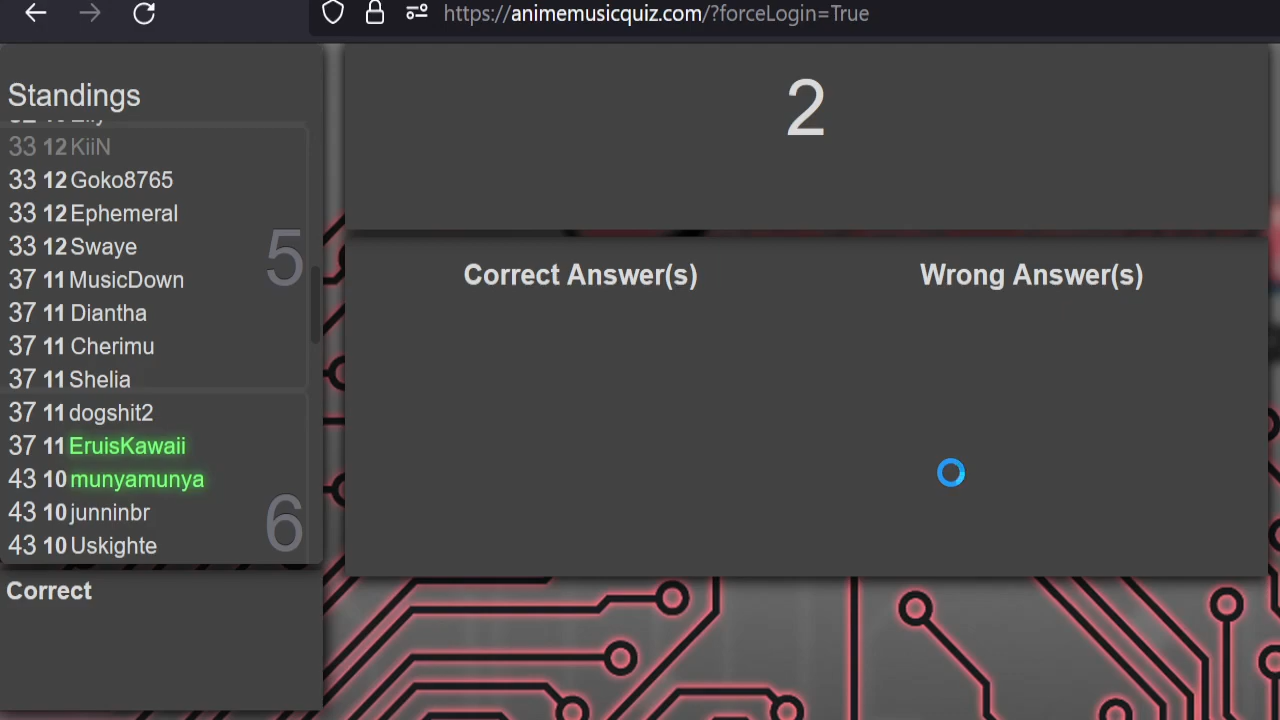 https://animemusicquiz.com/?forceLogin=True
Standings
33 12 KiiN
33 12 Goko8765
33 12 Ephemeral
33 12 Swaye
5
37 11 MusicDown
37 11 Diantha
37 11 Cherimu
37 11 Shelia
37 11 dogshit2
37 11 EruisKawaii
43 10 munyamunya
43 10 junninbr
6
43 10 Uskighte
Correct
2
Correct Answer(s)
Wrong Answer(s)